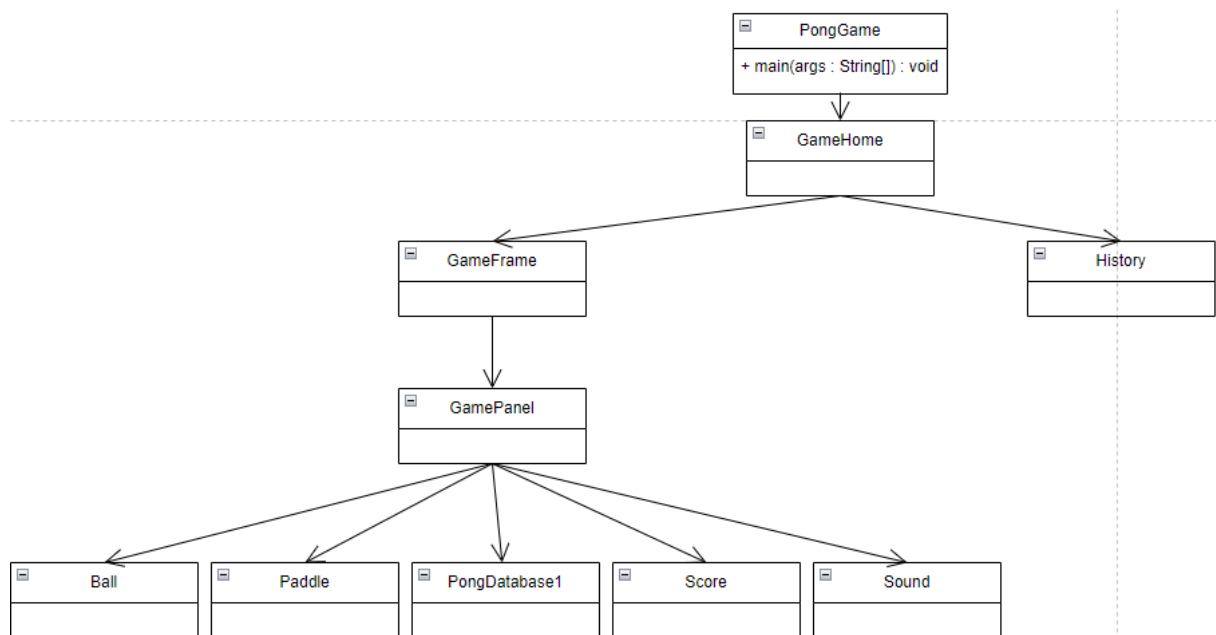 PongGame
+ main(args : String[]) : void
GameHome
GameFrame
History
GamePanel
Ball
Paddle
PongDatabase1
Score
Sound